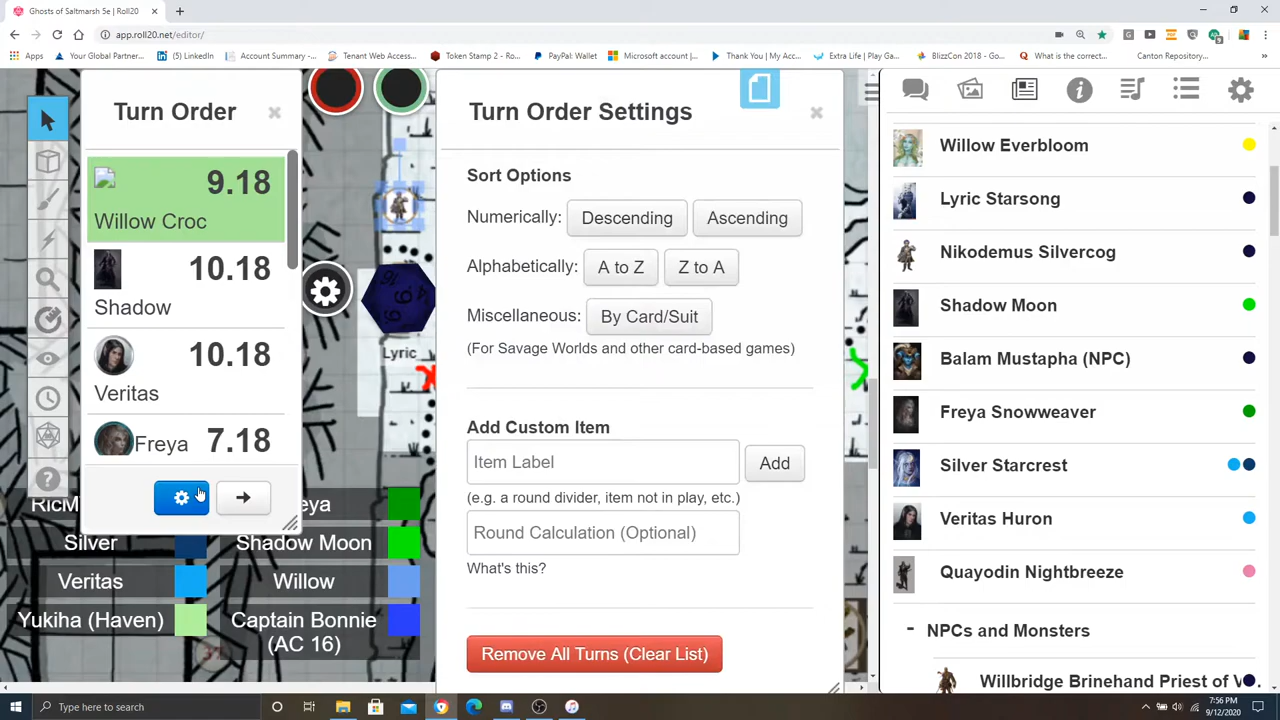 Ghosts of Saltmarsh 5e | Roll20
app.roll20.net/editor/
Apps
Your Global Partner...
(5) LinkedIn
Account Summary -...
Tenant Web Access...
Token Stamp 2 - Ro...
PayPal: Wallet
Microsoft account |...
Thank You | My Acc...
Extra Life | Play Ga...
BlizzCon 2018 - Go...
What is the correct...
Canton Repository...
Turn Order
9.18
Willow Croc
10.18
Shadow
10.18
Veritas
Freya 7.18
Silver
Shadow Moon
Veritas
Willow
Yukiha (Haven)
Captain Bonnie
(AC 16)
Lyric
Turn Order Settings
Sort Options
Numerically: Descending Ascending
Alphabetically: A to Z Z to A
Miscellaneous: By Card/Suit
(For Savage Worlds and other card-based games)
Add Custom Item
Item Label Add
(e.g. a round divider, item not in play, etc.)
Round Calculation (Optional)
What's this?
Remove All Turns (Clear List)
Willow Everbloom
Lyric Starsong
Nikodemus Silvercog
Shadow Moon
Balam Mustapha (NPC)
Freya Snowweaver
Silver Starcrest
Veritas Huron
Quayodin Nightbreeze
- NPCs and Monsters
Willbridge Brinehand Priest of V...
Type here to search
7:56 PM
9/12/2020